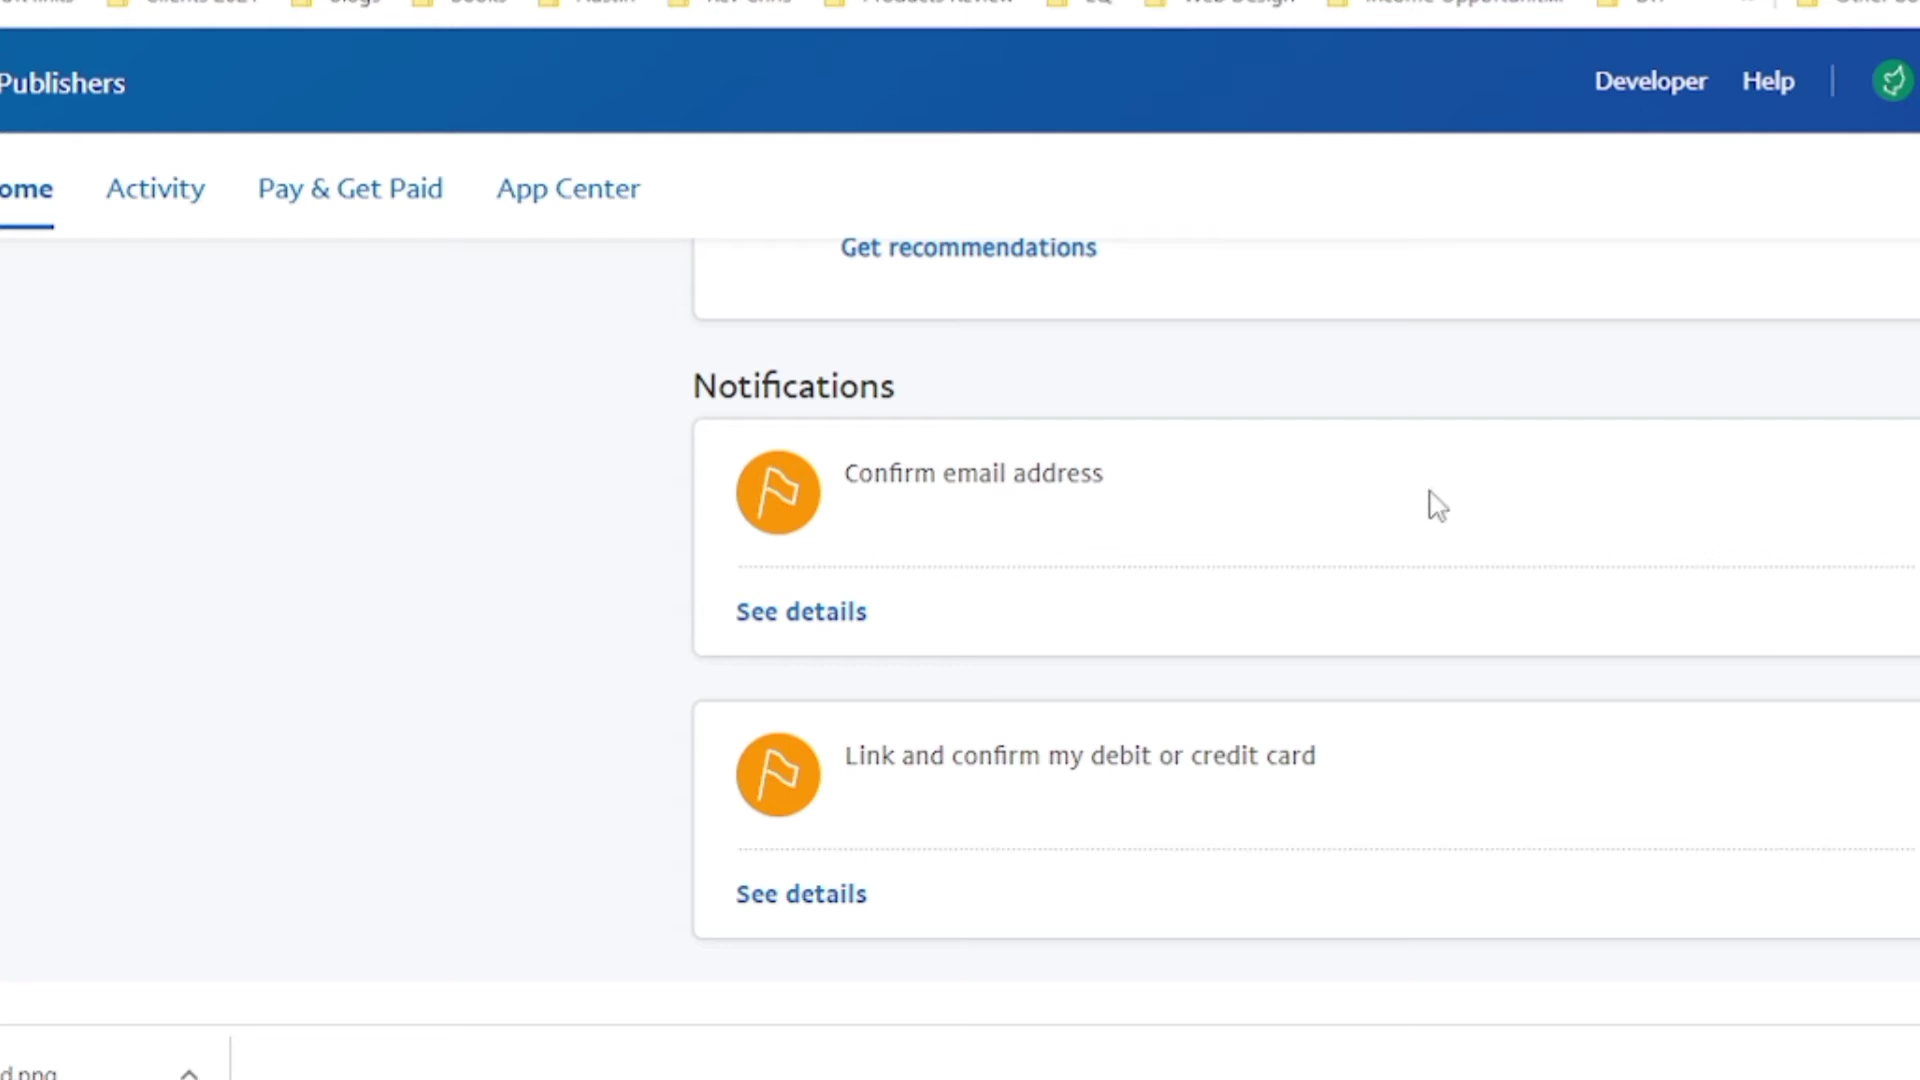 Publishers
Developer Help
ome Activity Pay & Get Paid App Center
Get recommendations
Notifications
Confirm email address
See details
Link and confirm my debit or credit card
See details
d.png